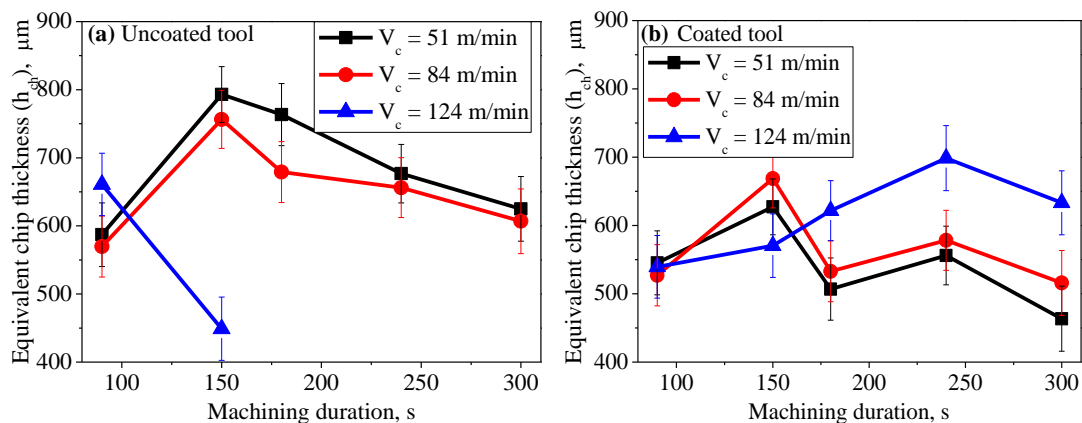 (a) Uncoated tool
V_c = 51 m/min
V_c = 84 m/min
V_c = 124 m/min
Equivalent chip thickness (h_ch), μm
900
800
700
600
500
400
100
150
200
250
300
Machining duration, s
(b) Coated tool
V_c = 51 m/min
V_c = 84 m/min
V_c = 124 m/min
Equivalent chip thickness (h_ch), μm
900
800
700
600
500
400
100
150
200
250
300
Machining duration, s